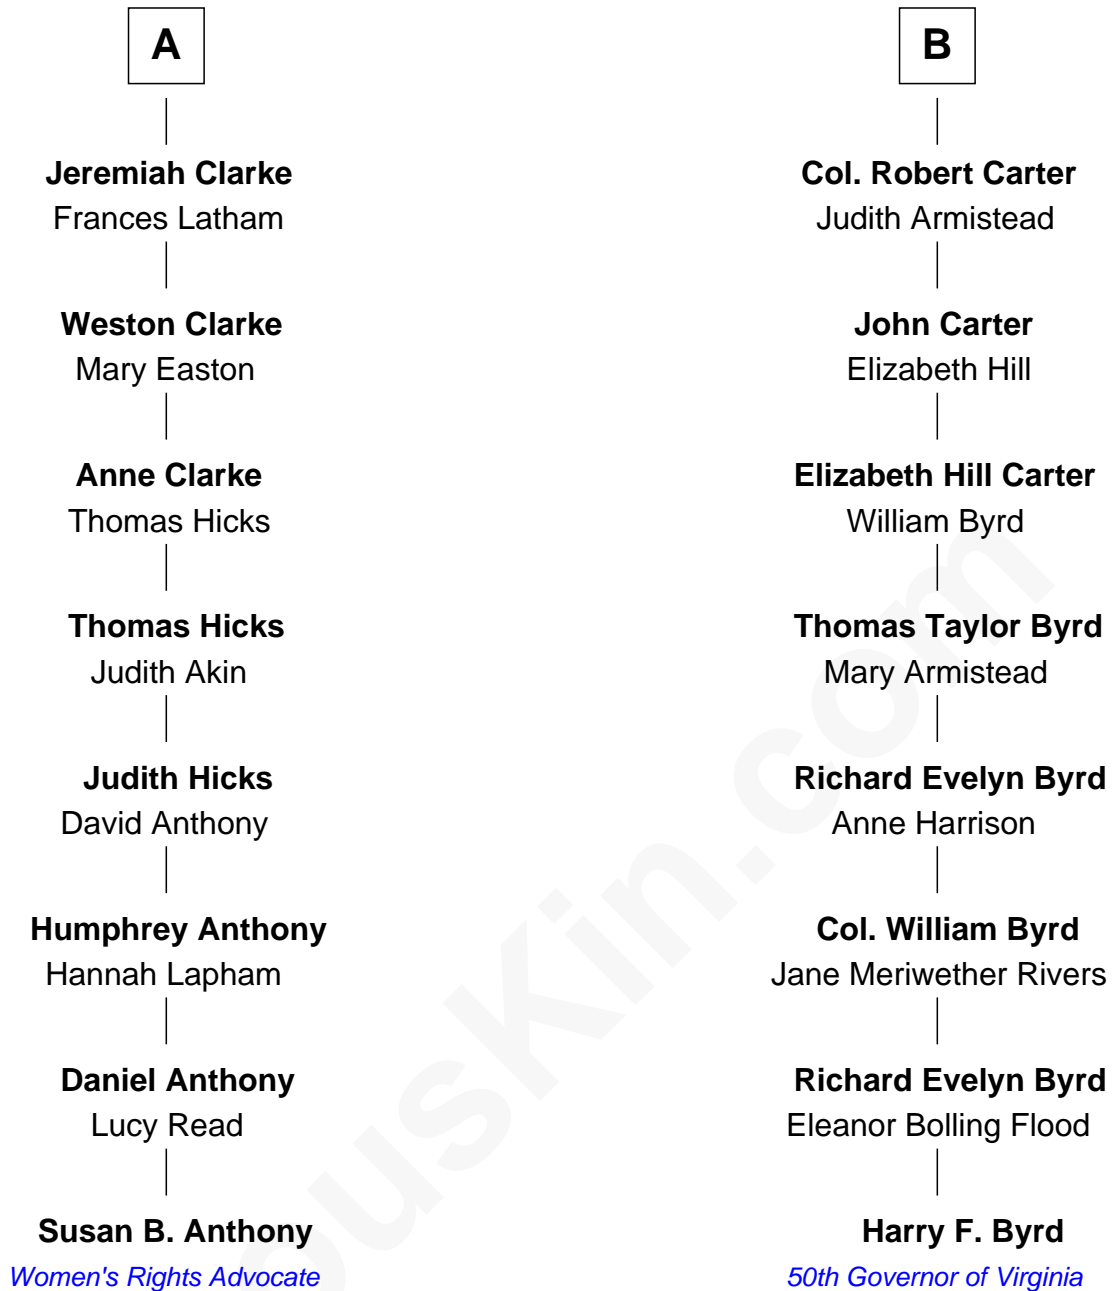 A
Jeremiah Clarke
Frances Latham
Weston Clarke
Mary Easton
Anne Clarke
Thomas Hicks
Thomas Hicks
Judith Akin
Judith Hicks
David Anthony
Humphrey Anthony
Hannah Lapham
Daniel Anthony
Lucy Read
Susan B. Anthony
Women's Rights Advocate
B
Col. Robert Carter
Judith Armistead
John Carter
Elizabeth Hill
Elizabeth Hill Carter
William Byrd
Thomas Taylor Byrd
Mary Armistead
Richard Evelyn Byrd
Anne Harrison
Col. William Byrd
Jane Meriwether Rivers
Richard Evelyn Byrd
Eleanor Bolling Flood
Harry F. Byrd
50th Governor of Virginia
ousKin.com